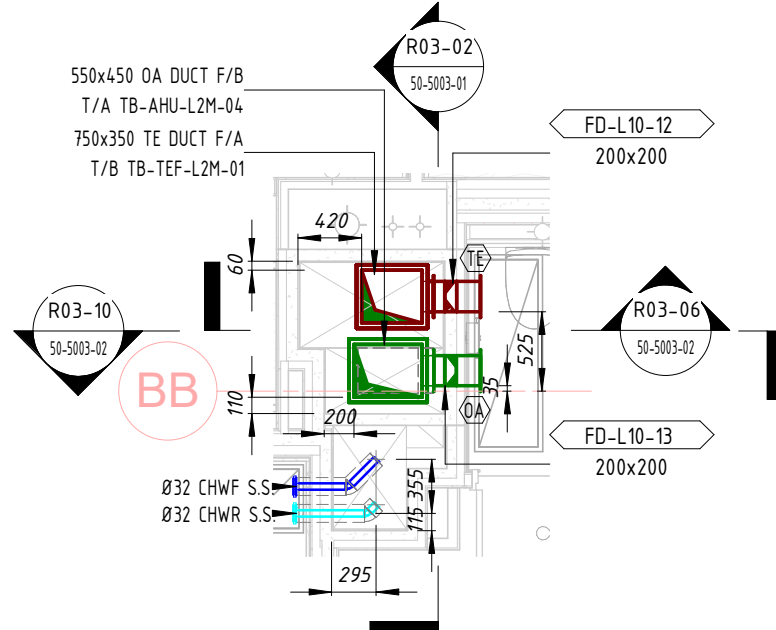 R03-02
50-5003-01
550x450 OA DUCT F/B
T/A TB-AHU-L2M-04
750x350 TE DUCT F/A
T/B TB-TEF-L2M-01
FD-L10-12
200x200
420
60
TE
R03-10
50-5003-02
R03-06
50-5003-02
525
35
BB
110
200
OA
FD-L10-13
200x200
Ø32 CHWF S.S.
Ø32 CHWR S.S.
355
115
295